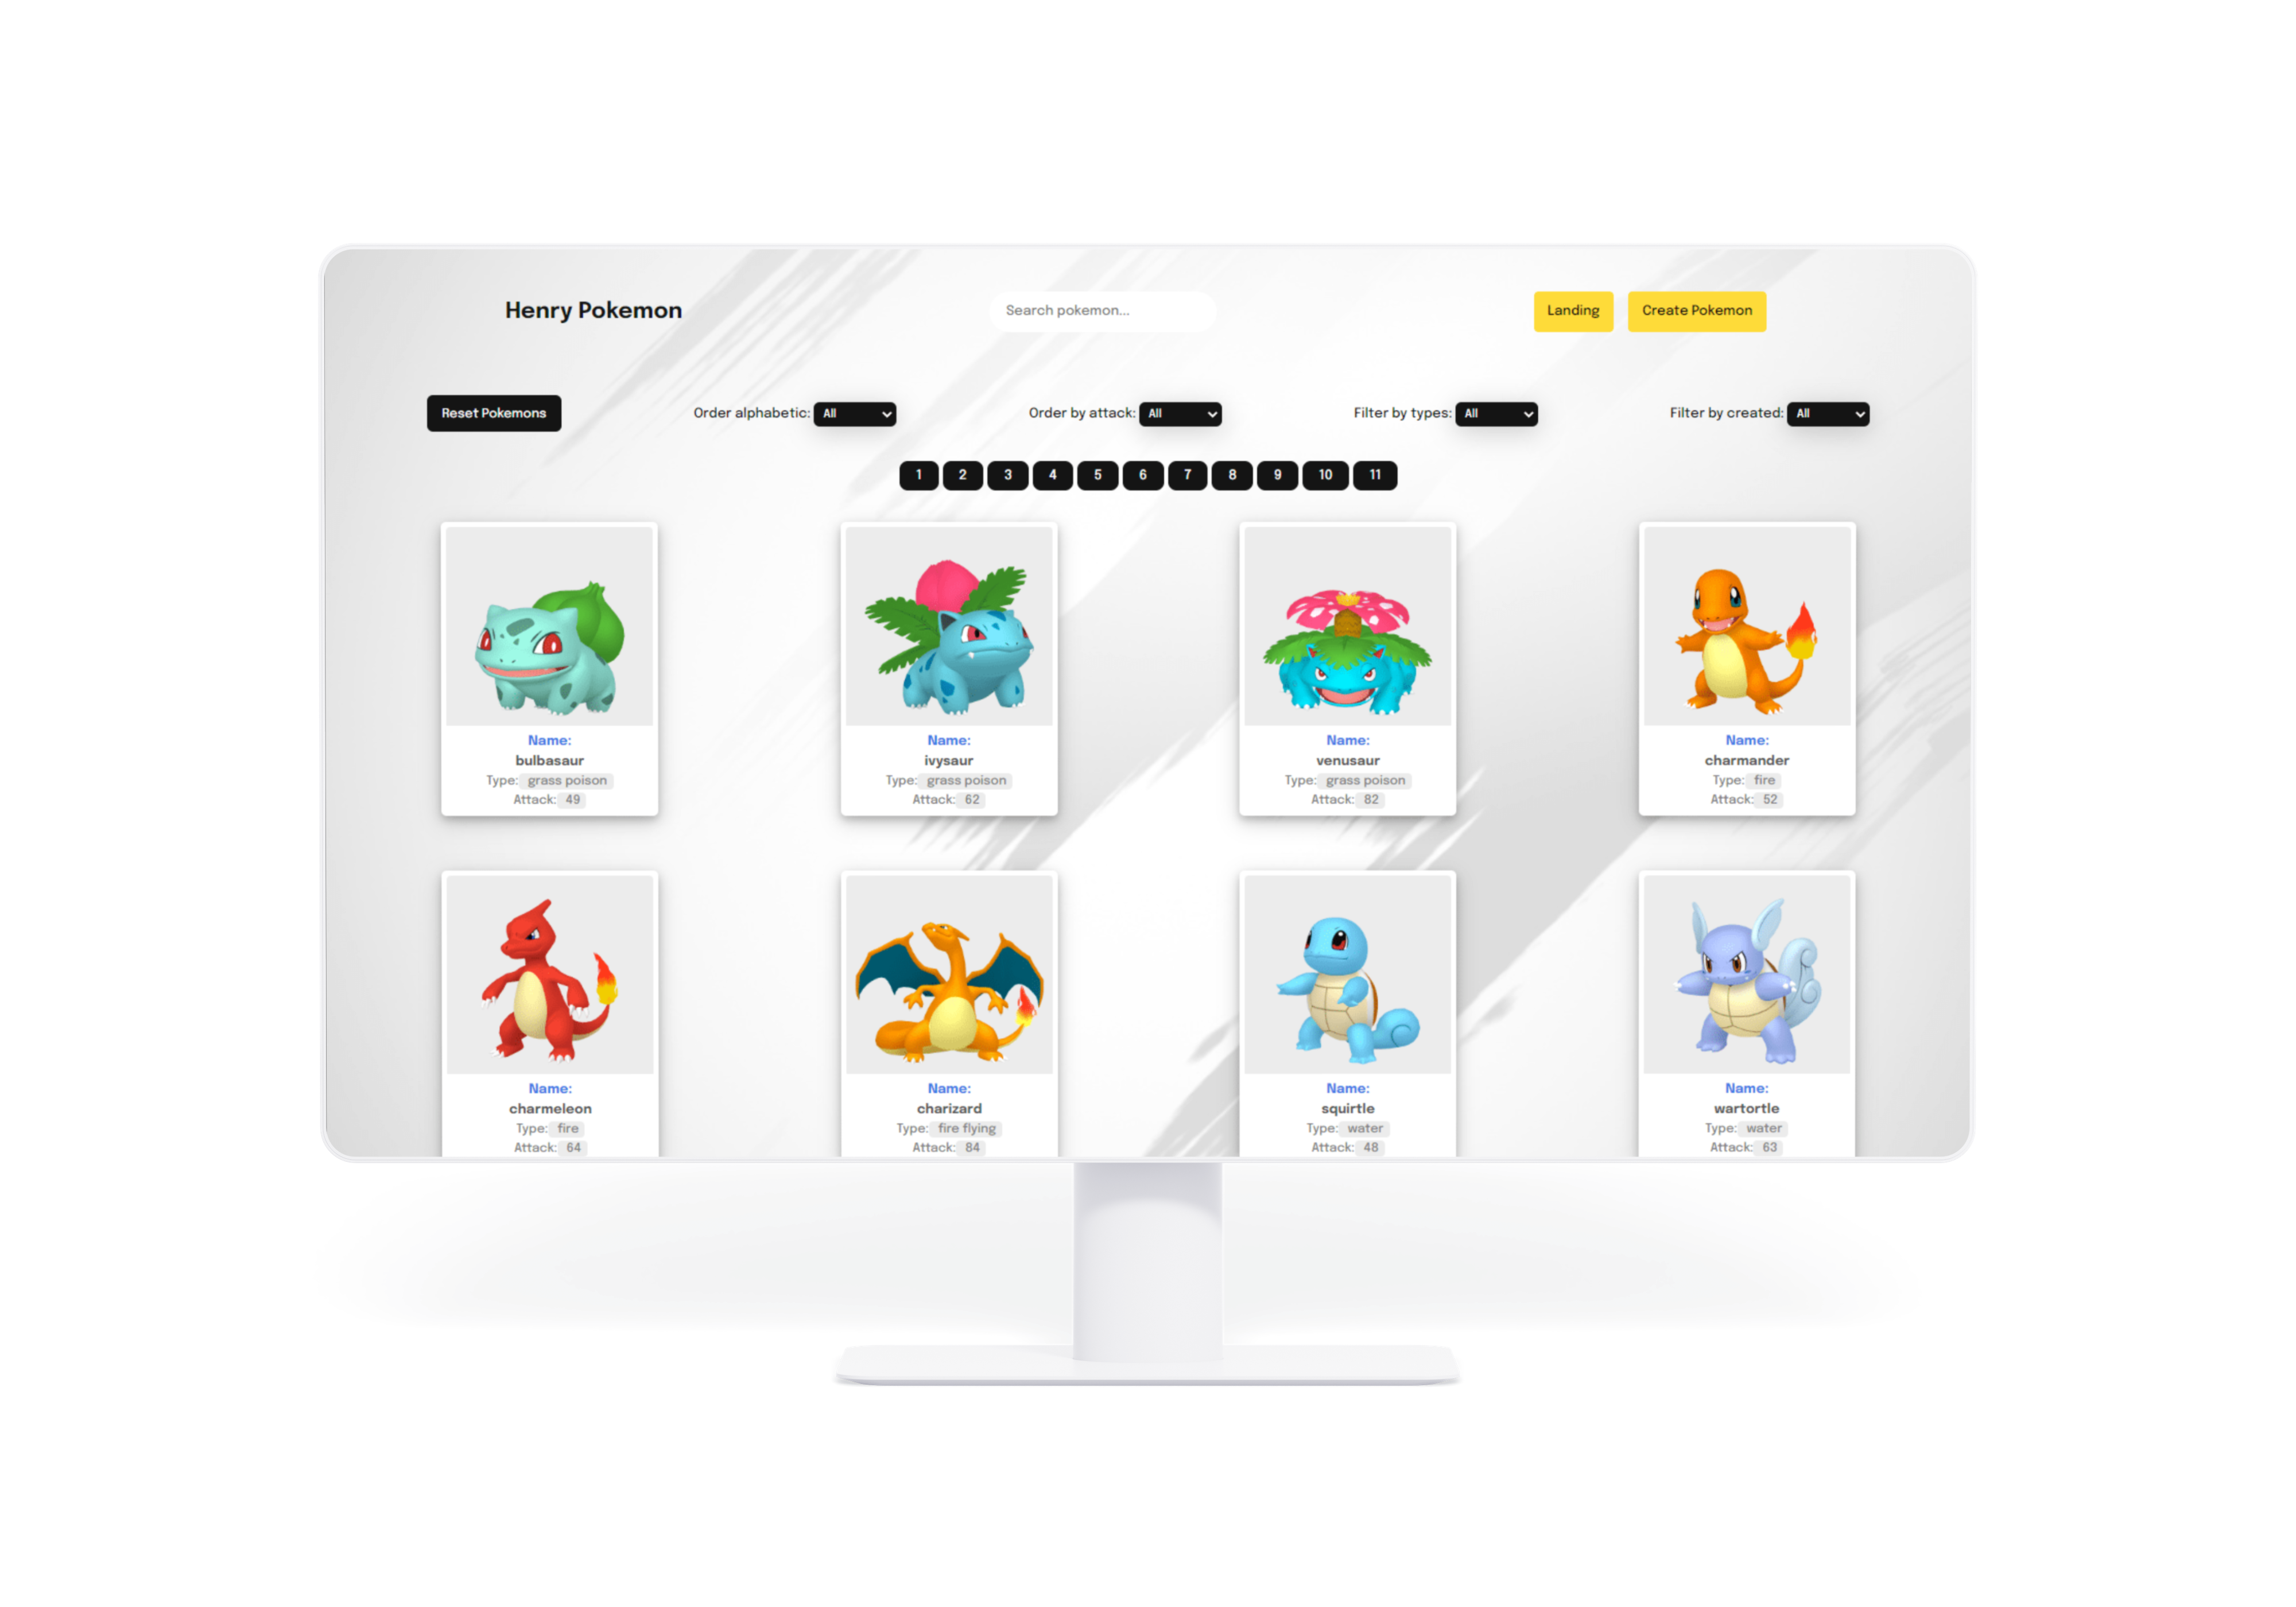 Henry Pokemon
Search pokemon...
Landing
Create Pokemon
Reset Pokemons
Order alphabetic: All
Order by attack: All
Filter by types: All
Filter by created: All
1 2 3 4 5 6 7 8 9 10 11
Name:
bulbasaur
Type: grass poison
Attack: 49
Name:
ivysaur
Type: grass poison
Attack: 62
Name:
venusaur
Type: grass poison
Attack: 82
Name:
charmander
Type: fire
Attack: 52
Name:
charmeleon
Type: fire
Attack: 64
Name:
charizard
Type: fire flying
Attack: 84
Name:
squirtle
Type: water
Attack: 48
Name:
wartortle
Type: water
Attack: 63